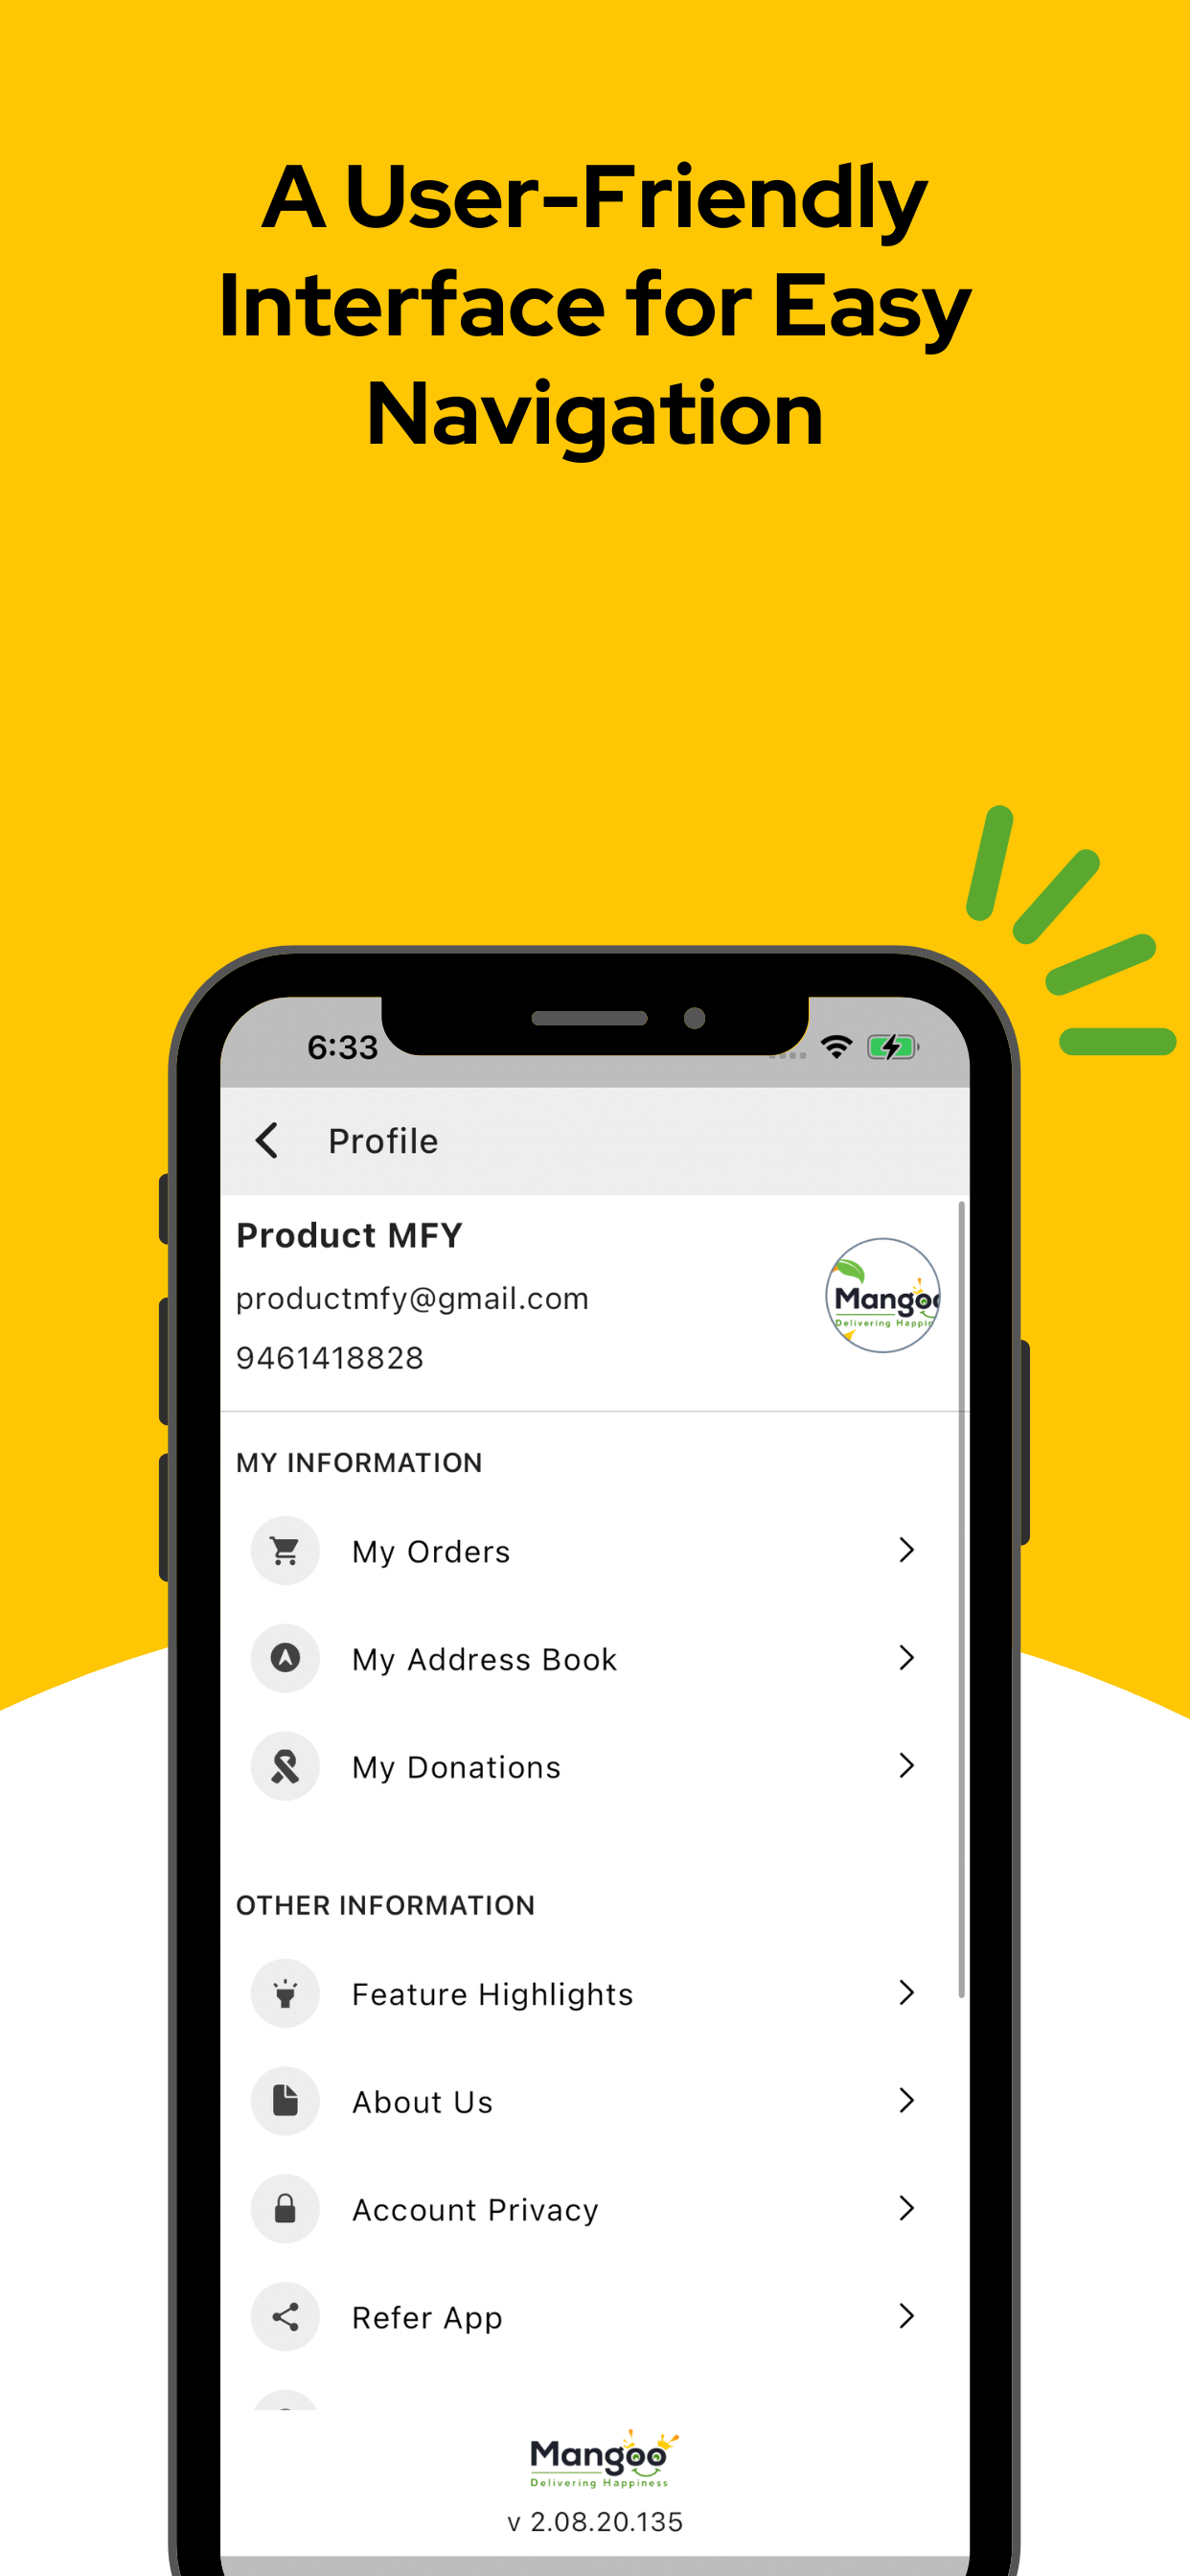 A User-Friendly
Interface for Easy
Navigation
6:33
Profile
Product MFY
productmfy@gmail.com
9461418828
Mangoo
Delivering Happin
MY INFORMATION
My Orders
My Address Book
My Donations
OTHER INFORMATION
Feature Highlights
About Us
Account Privacy
Refer App
Mangoo
Delivering Happiness
v 2.08.20.135